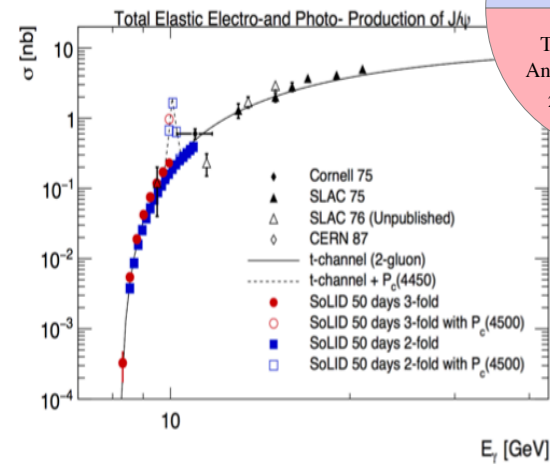 Total Elastic Electro-and Photo- Production of J/ψ
σ [nb]
10
1
10⁻¹
10⁻²
10⁻³
10⁻⁴
Cornell 75
SLAC 75
SLAC 76 (Unpublished)
CERN 87
t-channel (2-gluon)
t-channel + P_c(4450)
SoLID 50 days 3-fold
SoLID 50 days 3-fold with P_c(4500)
SoLID 50 days 2-fold
SoLID 50 days 2-fold with P_c(4500)
10
E_γ [GeV]
T
An